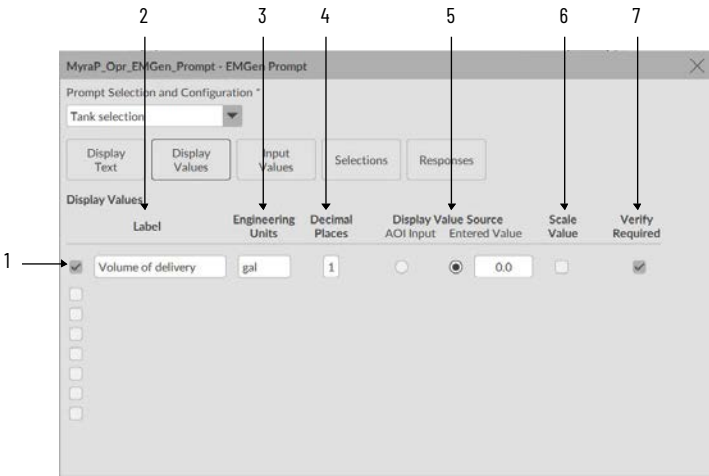 2 3 4 5 6 7
MyraP_Opr_EMGen_Prompt - EMGen Prompt
Prompt Selection and Configuration *
Tank selection
Display Text
Display Values
Input Values
Selections
Responses
Display Values
Label
Engineering Units
Decimal Places
Display Value Source
AOI Input Entered Value
Scale Value
Verify Required
1
Volume of delivery gal 1 0.0